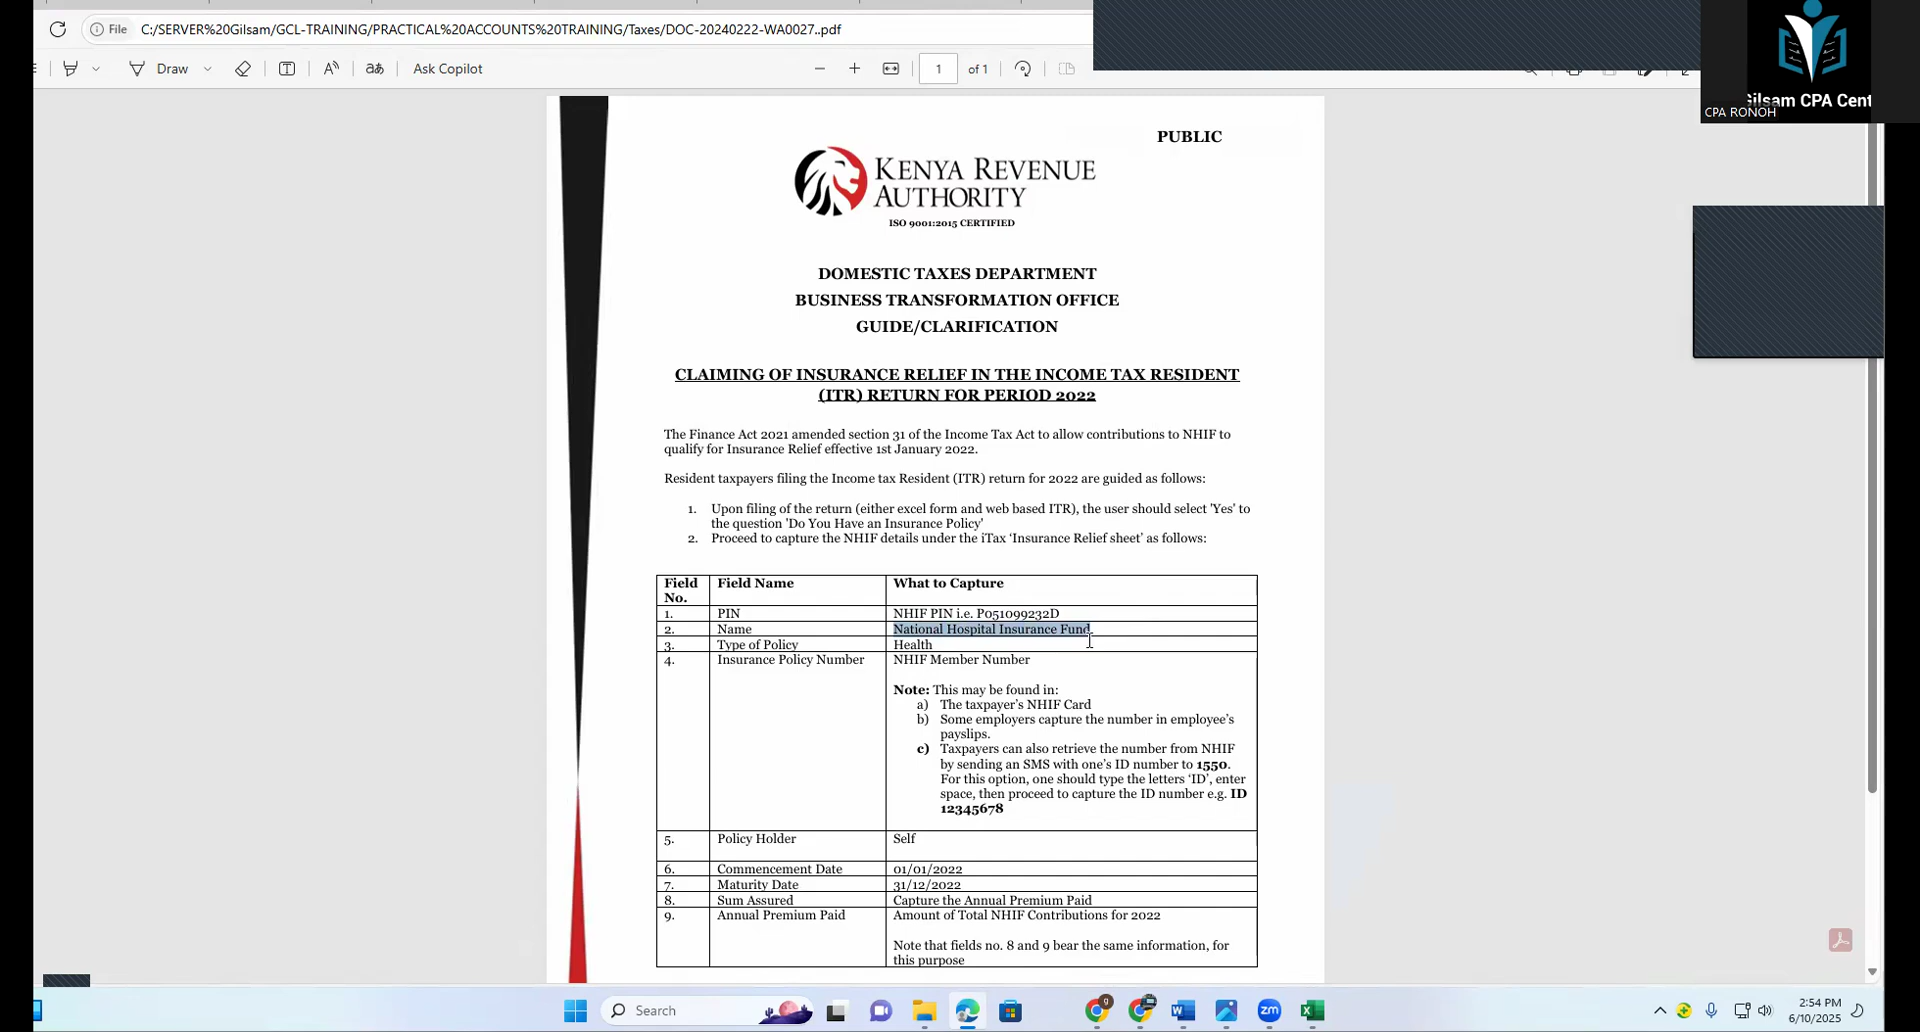 File
C:/SERVER%20Gilsam/GCL-TRAINING/PRACTICAL%20ACCOUNTS%20TRAINING/Taxes/DOC-20240222-WA0027..pdf
Draw
Ask Copilot
1
of 1
Gilsam CPA Cent
CPA RONOH
PUBLIC
KENYA REVENUE
AUTHORITY
ISO 9001:2015 CERTIFIED
DOMESTIC TAXES DEPARTMENT
BUSINESS TRANSFORMATION OFFICE
GUIDE/CLARIFICATION
CLAIMING OF INSURANCE RELIEF IN THE INCOME TAX RESIDENT
(ITR) RETURN FOR PERIOD 2022
The Finance Act 2021 amended section 31 of the Income Tax Act to allow contributions to NHIF to
qualify for Insurance Relief effective 1st January 2022.
Resident taxpayers filing the Income tax Resident (ITR) return for 2022 are guided as follows:
1. Upon filing of the return (either excel form and web based ITR), the user should select 'Yes' to
the question 'Do You Have an Insurance Policy'
2. Proceed to capture the NHIF details under the iTax ‘Insurance Relief sheet’ as follows:
Field No. Field Name What to Capture
1. PIN NHIF PIN i.e. P051099232D
2. Name National Hospital Insurance Fund
3. Type of Policy Health
4. Insurance Policy Number NHIF Member Number
Note: This may be found in:
a) The taxpayer’s NHIF Card
b) Some employers capture the number in employee’s
payslips.
c) Taxpayers can also retrieve the number from NHIF
by sending an SMS with one’s ID number to 1550.
For this option, one should type the letters ‘ID’, enter
space, then proceed to capture the ID number e.g. ID
12345678
5. Policy Holder Self
6. Commencement Date 01/01/2022
7. Maturity Date 31/12/2022
8. Sum Assured Capture the Annual Premium Paid
9. Annual Premium Paid Amount of Total NHIF Contributions for 2022
Note that fields no. 8 and 9 bear the same information, for
this purpose
Search
2:54 PM
6/10/2025